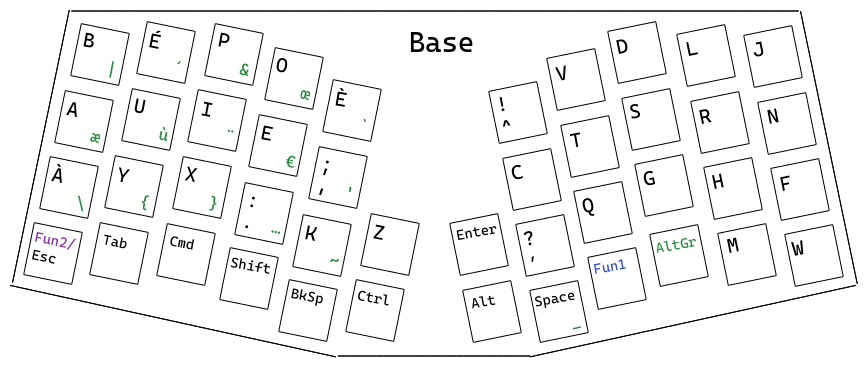 Base
B |
É ´
P &
O œ
È `
! ^
V
D
L
J
A æ
U ù
I ¨
E €
; , '
C
T
S
R
N
À \
Y {
X }
: . …
K ~
Z
Enter
? ’
Q
G
H
F
Fun2/
Esc
Tab
Cmd
Shift
BkSp
Ctrl
Alt
Space _
Fun1
AltGr
M
W